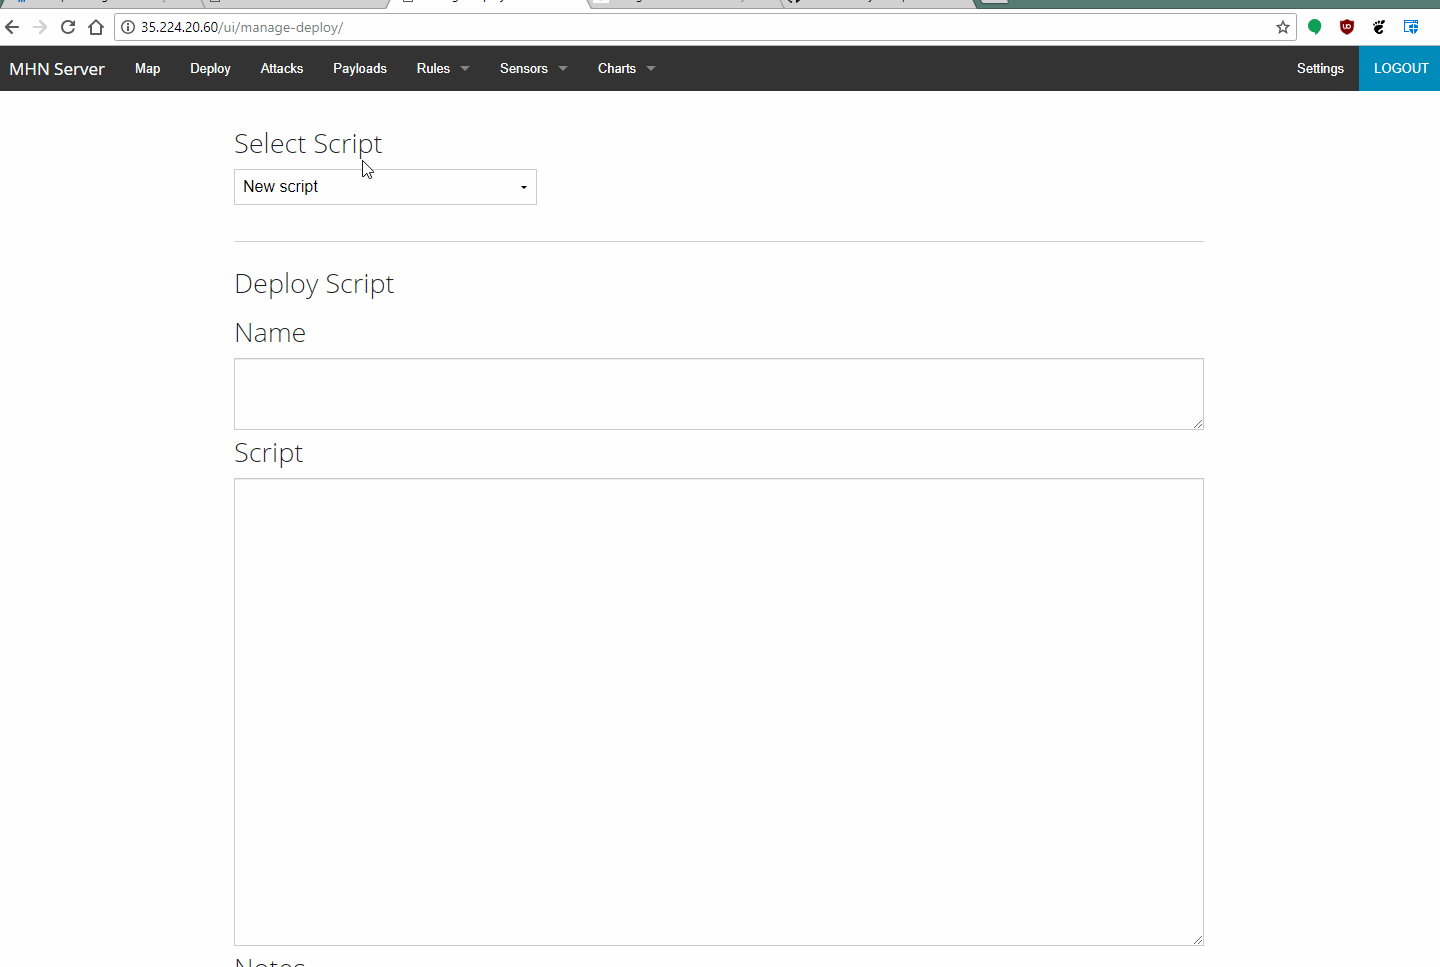 35.224.20.60/ui/manage-deploy/
MHN Server Map Deploy Attacks Payloads Rules Sensors Charts Settings LOGOUT
Select Script
New script
Deploy Script
Name
Script
Notes